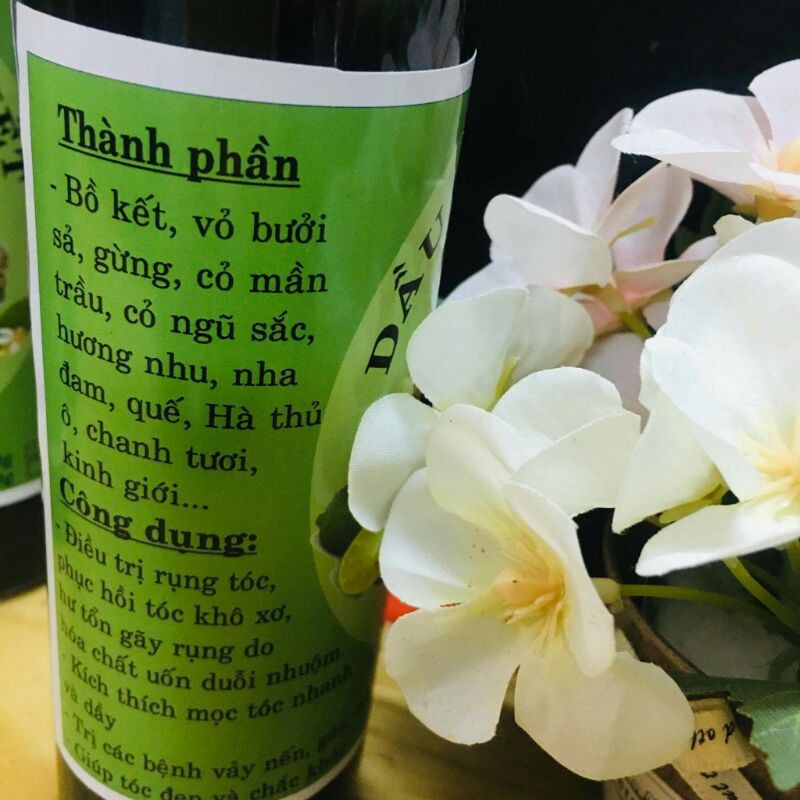 Thành phần
- Bồ kết, vỏ bưởi
sả, gừng, cỏ mần
trầu, cỏ ngũ sắc,
hương nhu, nha
đam, quế, Hà thủ
ô, chanh tươi,
kinh giới...
Công dụng:
- Điều trị rụng tóc,
phục hồi tóc khô xơ,
hư tổn gãy rụng do
hóa chất uốn duỗi nhuộm.
- Kích thích mọc tóc nhanh
và dầy
- Trị các bệnh vảy nến,
- Giúp tóc đen và chắc
DẦU